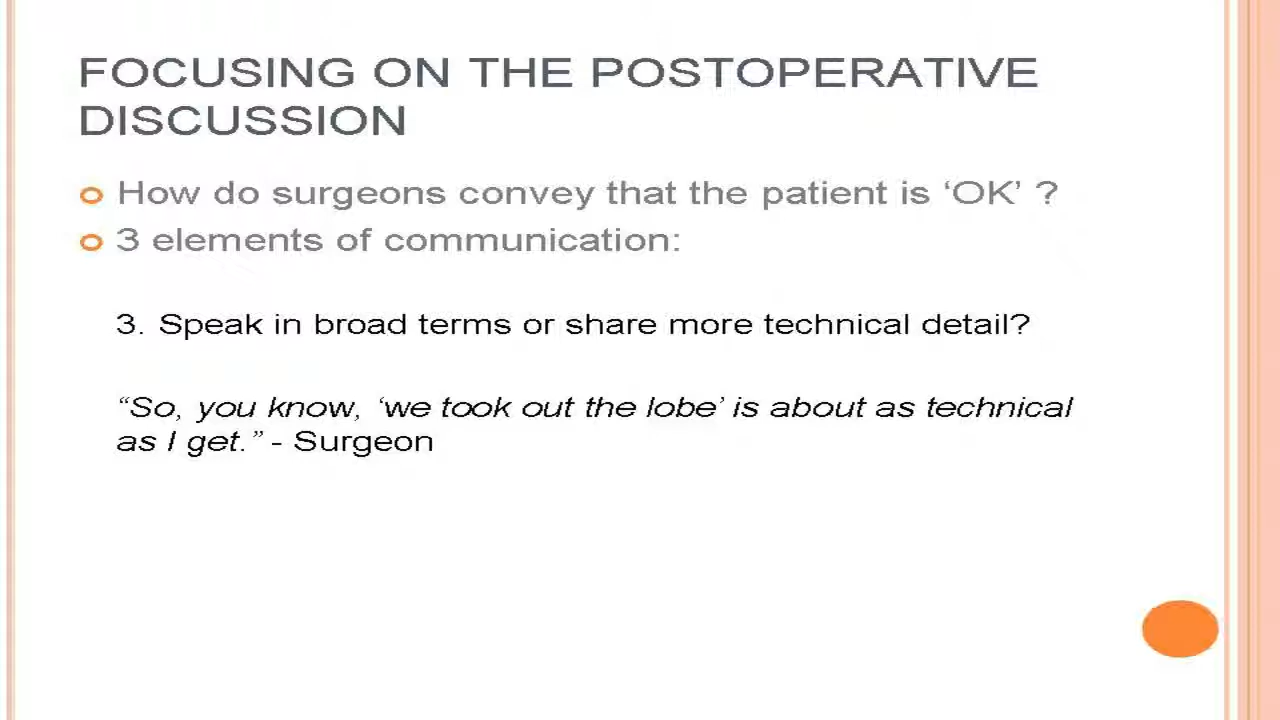 FOCUSING ON THE POSTOPERATIVE
DISCUSSION
How do surgeons convey that the patient is ‘OK’ ?
3 elements of communication:
3. Speak in broad terms or share more technical detail?
“So, you know, ‘we took out the lobe’ is about as technical
as I get.” - Surgeon